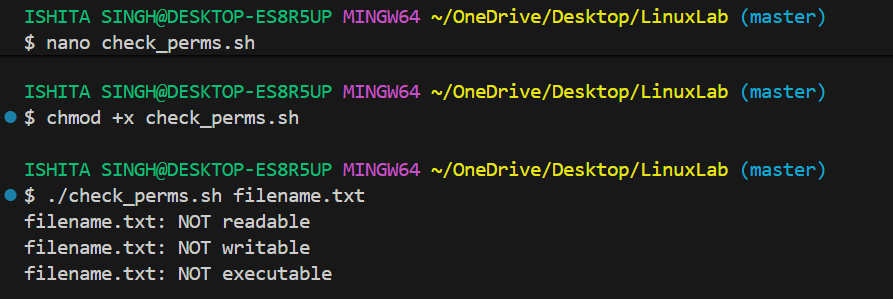 ISHITA SINGH@DESKTOP-ES8R5UP MINGW64 ~/OneDrive/Desktop/LinuxLab (master)
$ nano check_perms.sh
ISHITA SINGH@DESKTOP-ES8R5UP MINGW64 ~/OneDrive/Desktop/LinuxLab (master)
$ chmod +x check_perms.sh
ISHITA SINGH@DESKTOP-ES8R5UP MINGW64 ~/OneDrive/Desktop/LinuxLab (master)
$ ./check_perms.sh filename.txt
filename.txt: NOT readable
filename.txt: NOT writable
filename.txt: NOT executable